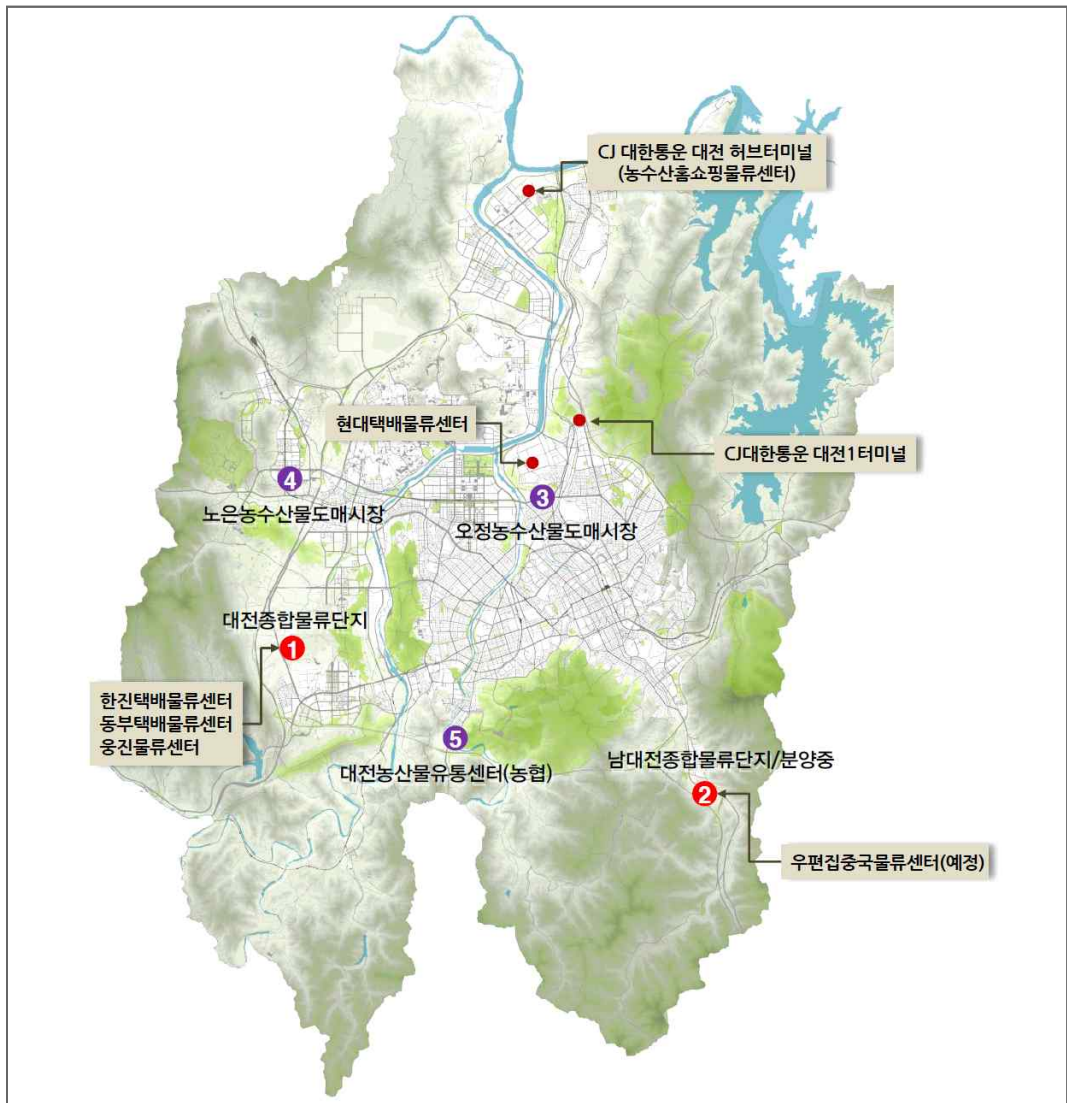 CJ 대한통운 대전 허브터미널
(농수산홈쇼핑물류센터)
현대택배물류센터
CJ대한통운 대전1터미널
4
노은농수산물도매시장
3
오정농수산물도매시장
대전종합물류단지
1
한진택배물류센터
동부택배물류센터
웅진물류센터
5
대전농산물유통센터(농협)
남대전종합물류단지/분양중
2
우편집중국물류센터(예정)